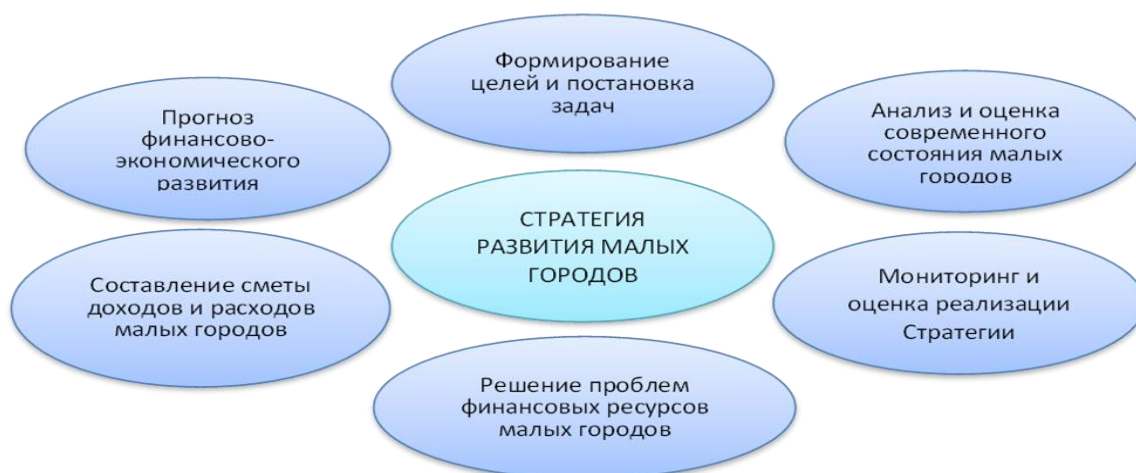 Формирование
целей и постановка
задач
Прогноз
финансово-
экономического
развития
Анализ и оценка
современного
состояния малых
городов
СТРАТЕГИЯ
РАЗВИТИЯ МАЛЫХ
ГОРОДОВ
Составление сметы
доходов и расходов
малых городов
Мониторинг и
оценка реализации
Стратегии
Решение проблем
финансовых ресурсов
малых городов